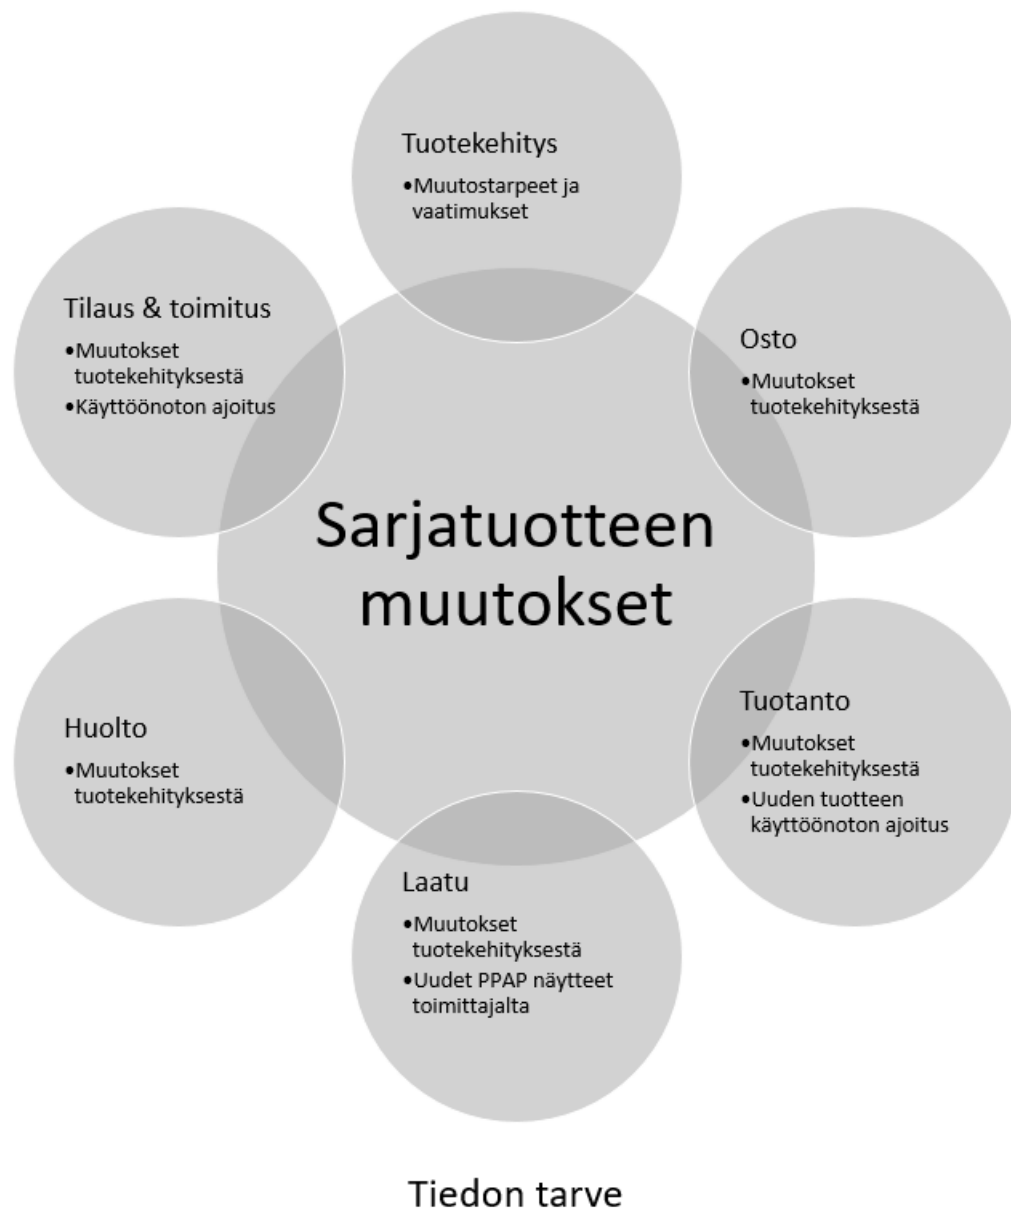 Tuotekehitys
•Muutostarpeet ja
vaatimukset
Osto
•Muutokset
tuotekehityksestä
Tuotanto
•Muutokset
tuotekehityksestä
•Uuden tuotteen
käyttöönoton ajoitus
Laatu
•Muutokset
tuotekehityksestä
•Uudet PPAP näytteet
toimittajalta
Huolto
•Muutokset
tuotekehityksestä
Tilaus & toimitus
•Muutokset
tuotekehityksestä
•Käyttöönoton ajoitus
Sarjatuotteen
muutokset
Tiedon tarve